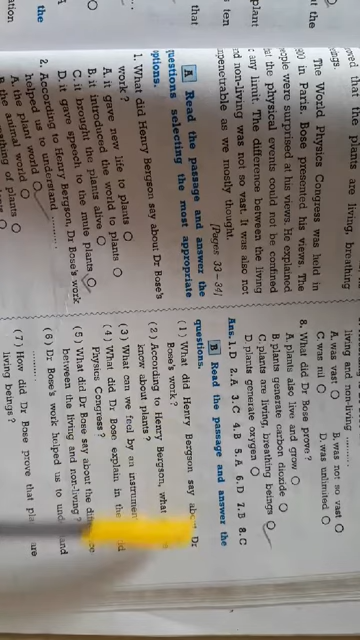 that the plants are living, breathing
The World Physics Congress was held in
in Paris. Bose presented his views. The
people were surprised at his views. He explained
the physical events could not be confined
any limit. The difference between the living
non-living was not so vast. It was also not
impenetrable as we mostly thought.
[Pages 33-34]
A Read the passage and answer the
questions selecting the most appropriate
options.
1. What did Henry Bergson say about Dr Bose's
work?
A. it gave new life to plants
B. it introduced the world to plants
C. it brought the plants alive
D. it gave speech to the mute plants
2. According to Henry Bergson, Dr Bose's work
helped us to understand ..........
A. the plant world
B. the animal world
of plants
living and non-living ..........
A. was vast B. was not so vast
C. was nil D. was unlimited
8. What did Dr Bose prove?
A. plants also live and grow
B. plants generate carbon dioxide
C. plants are living, breathing beings
D. plants generate oxygen
Ans. 1. D 2. A 3. C 4. B 5. A 6. D 7. B 8. C
B Read the passage and answer the
questions.
(1) What did Henry Bergson say about Dr
Bose's work?
(2) According to Henry Bergson, what
know about plants?
(3) What can we feel by an instrument
(4) What did Dr Bose explain in the
Physics Congress?
(5) What did Dr Bose say about the
between the living and non-living?
(6) Dr Bose's work helped us to
..........
(7) How did Dr Bose prove that are
living beings?